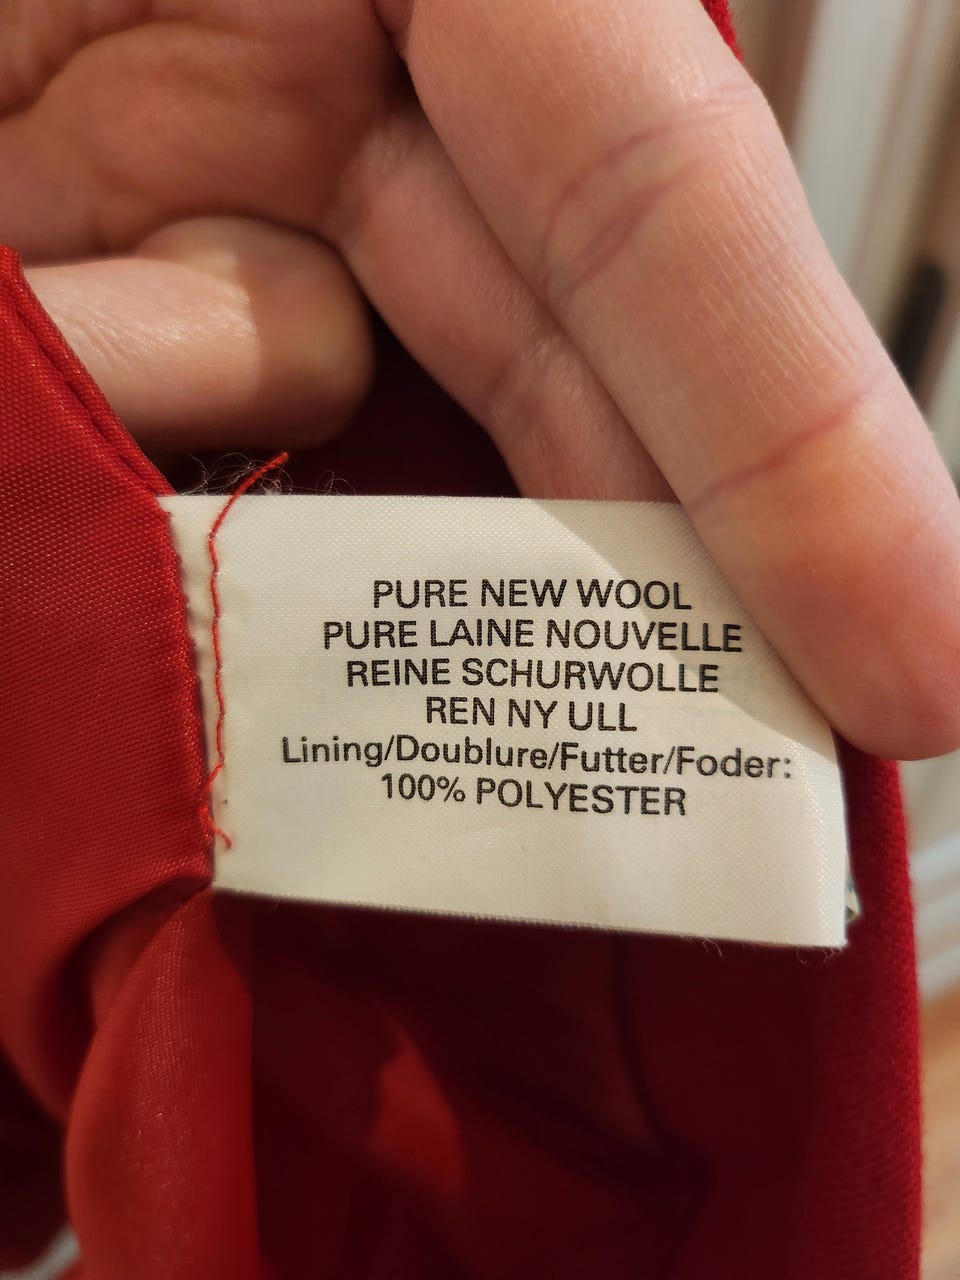 PURE NEW WOOL
PURE LAINE NOUVELLE
REINE SCHURWOLLE
REN NY ULL
Lining/Doublure/Futter/Foder:
100% POLYESTER